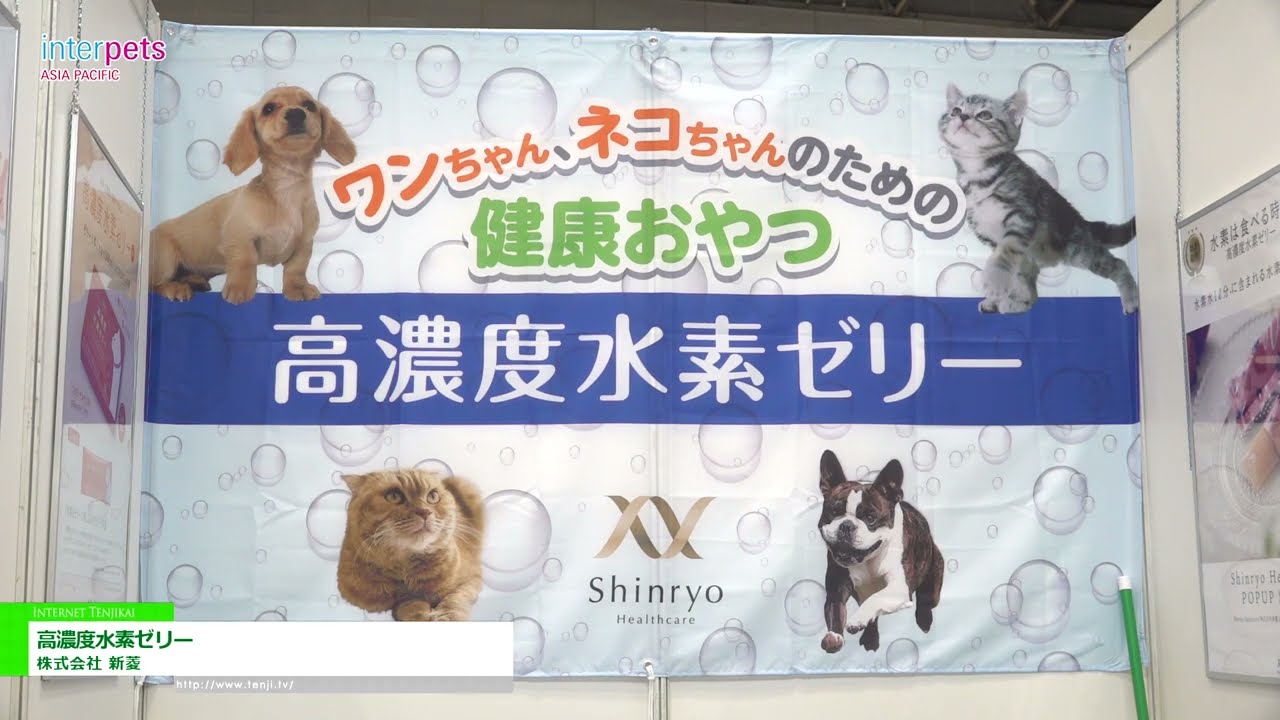 interpets
ASIA PACIFIC
ワンちゃん、ネコちゃんのための
健康おやつ
高濃度水素ゼリー
Shinryo
Healthcare
水素は食べる時
高濃度水素ゼリー
Shinryo He
POPUP
INTERNET TENJIKAI
高濃度水素ゼリー
株式会社 新菱
http://www.tenji.tv/